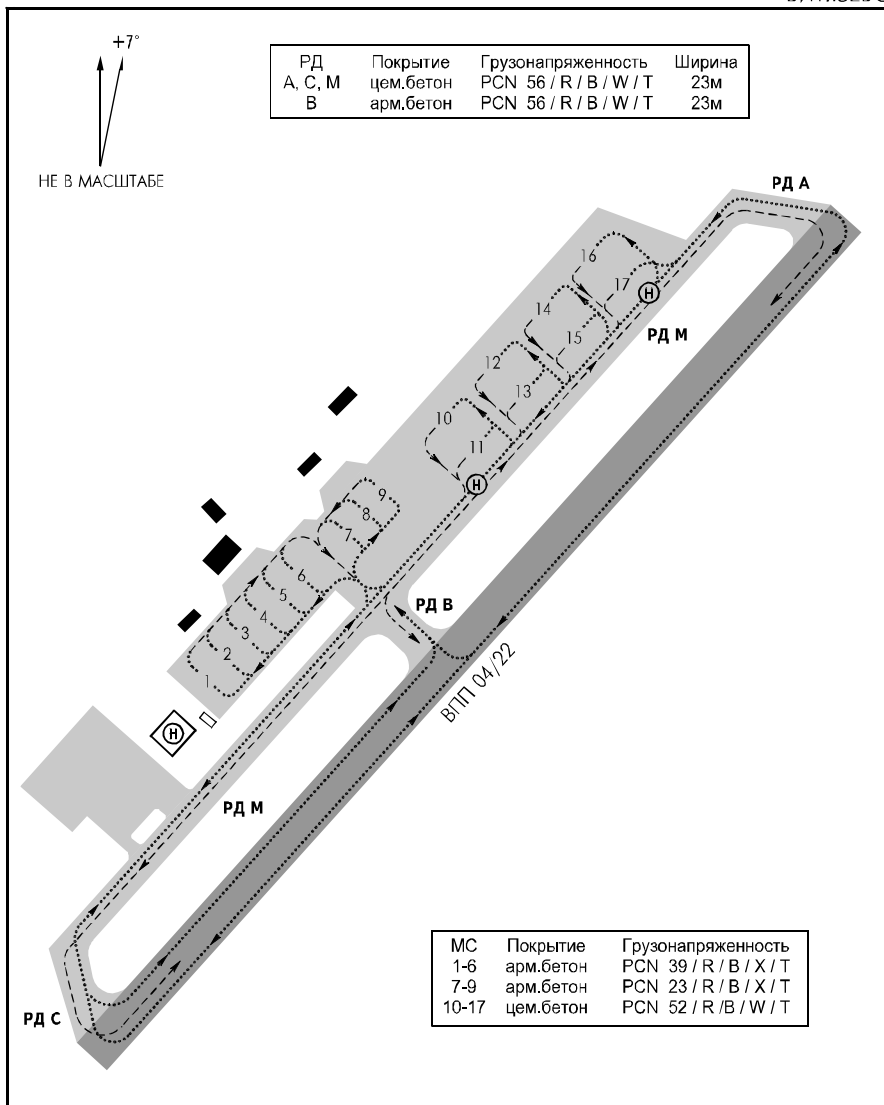 +7°
НЕ В МАСШТАБЕ
РД Покрытие Грузонапряженность Ширина
А, С, М цем.бетон PCN 56 / R / B / W / T 23м
В арм.бетон PCN 56 / R / B / W / T 23м
РД А
16
17
Н
14
РД М
15
12
13
10
11
Н
9
8
7
6
5
РД В
4
3
2
1
ВПП 04/22
Н
РД М
МС Покрытие Грузонапряженность
1-6 арм.бетон PCN 39 / R / B / X / T
7-9 арм.бетон PCN 23 / R / B / X / T
10-17 цем.бетон PCN 52 / R /B / W / T
РД С